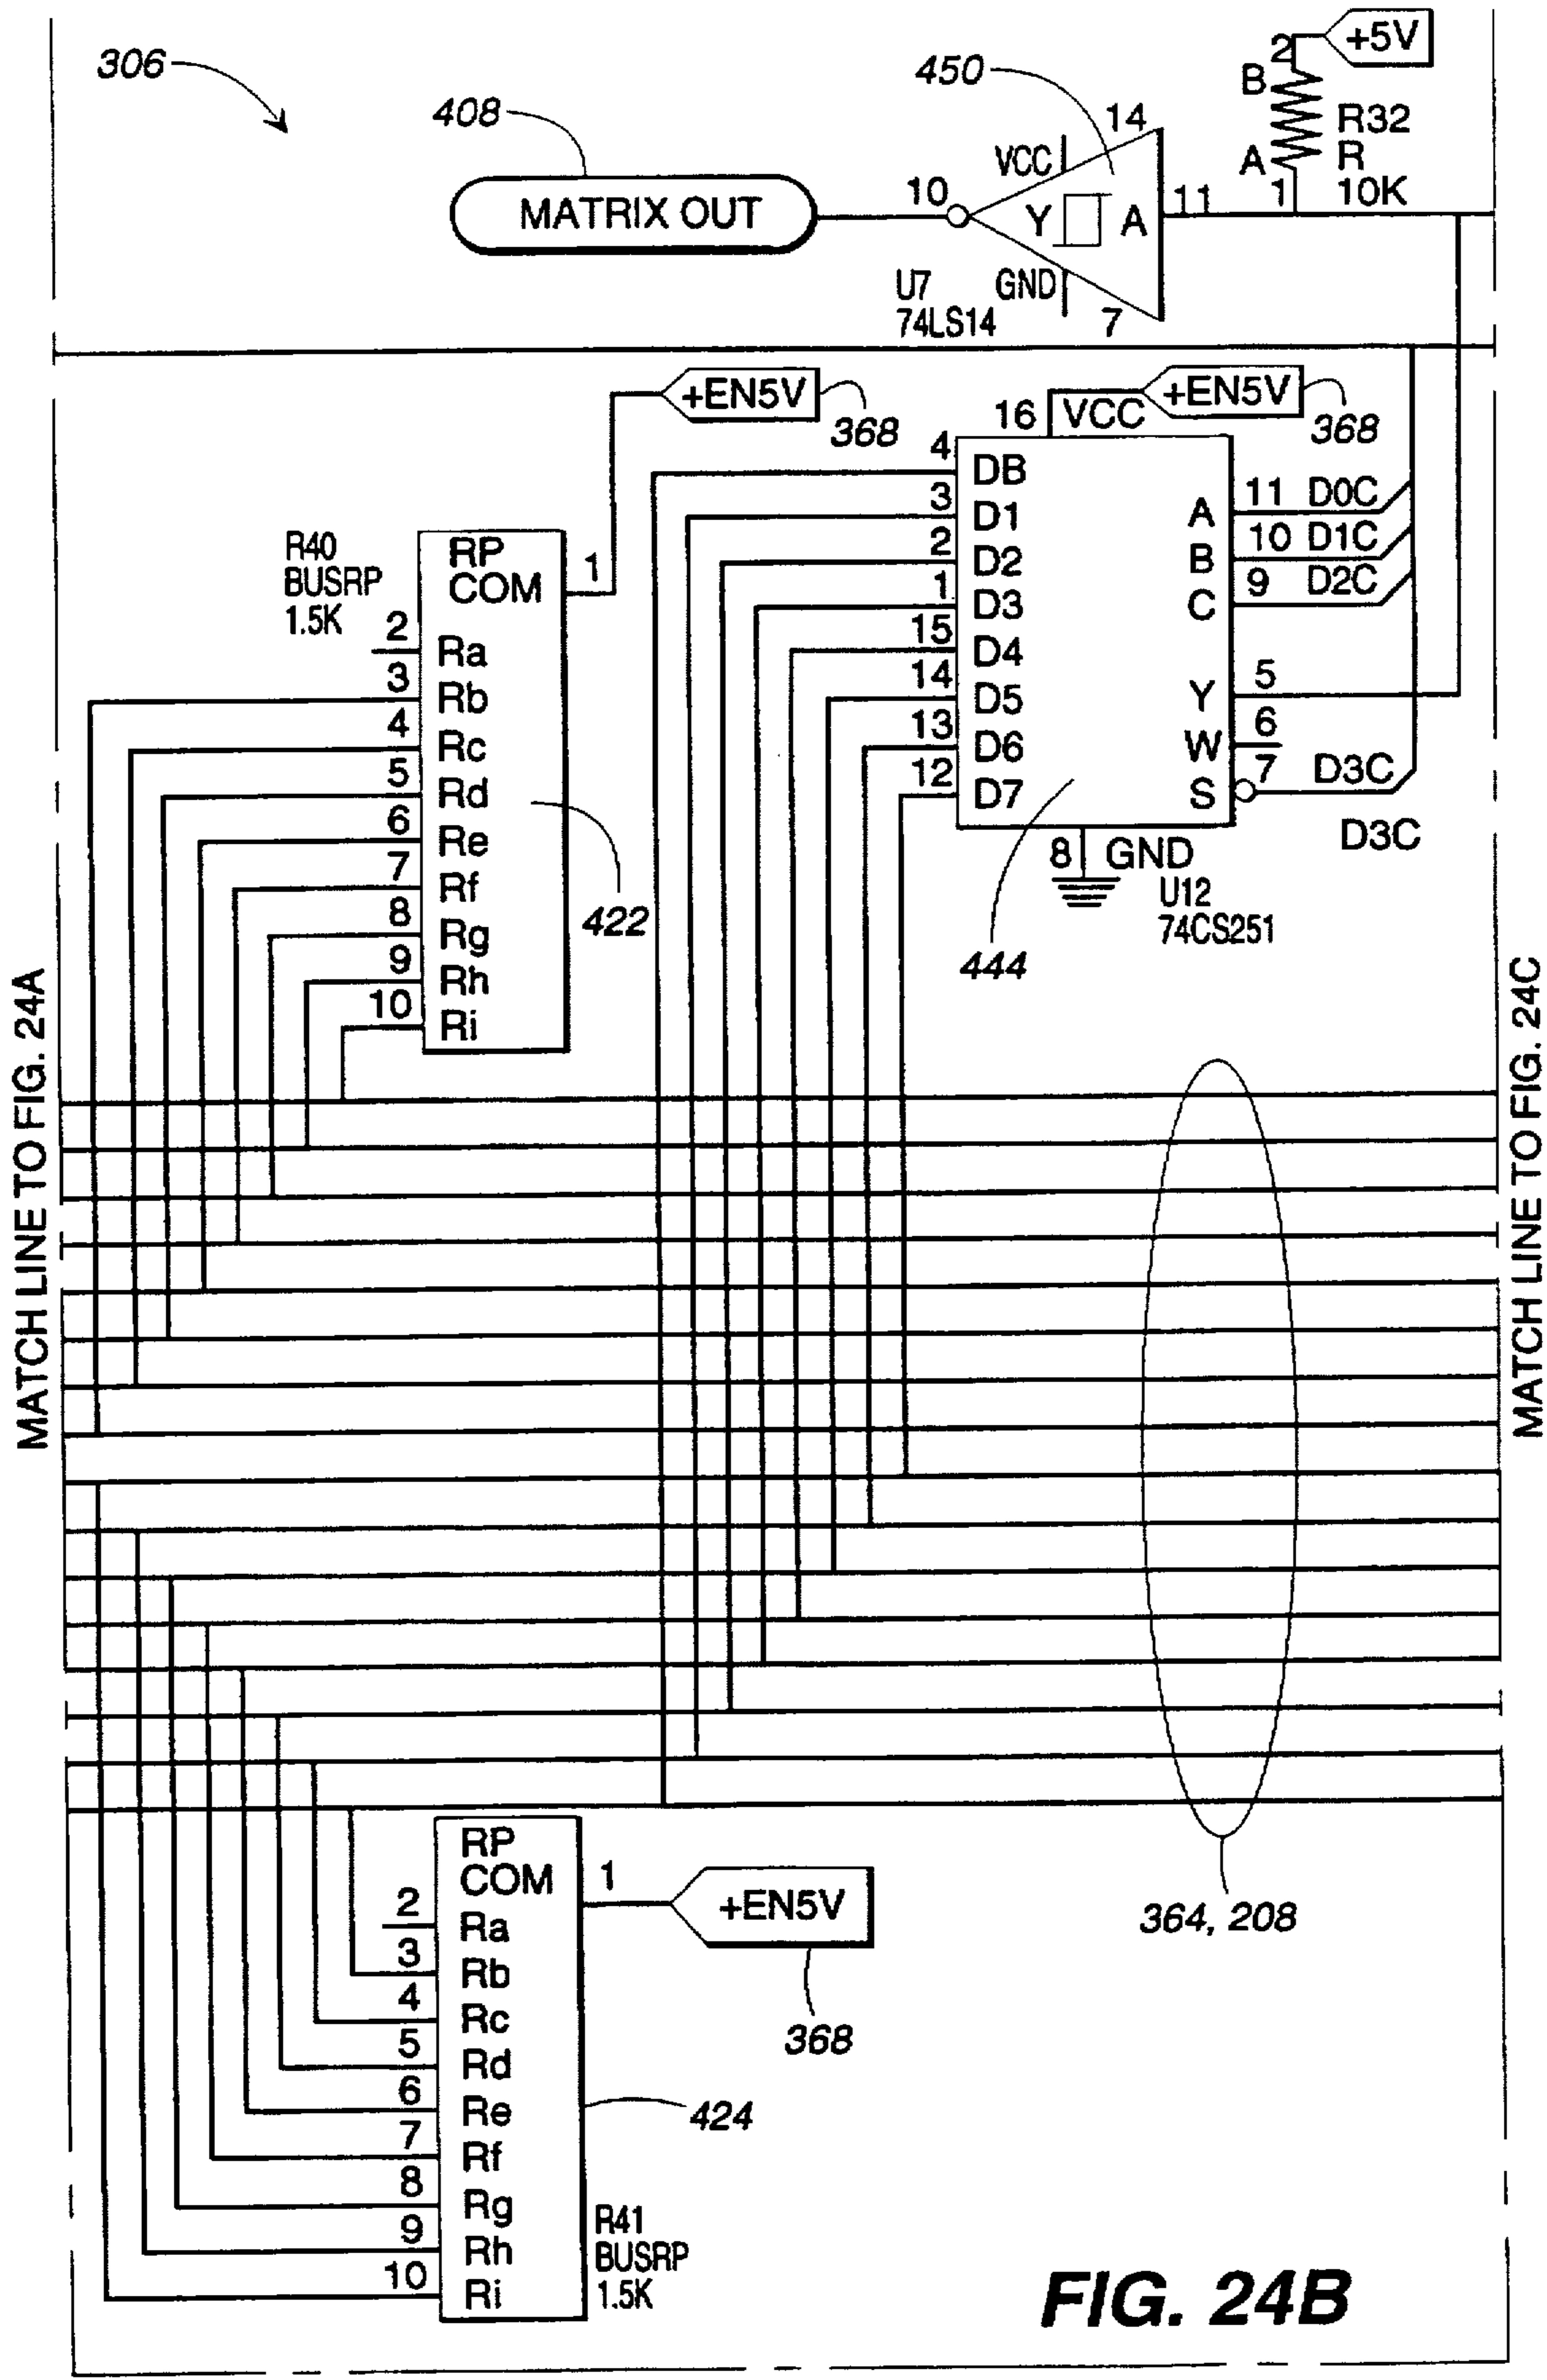 306
408
450
MATRIX OUT
10
VCC
14
Y
A
11
GND
7
U7
74LS14
2
+5V
B
A
1
R32
R
10K
+EN5V
368
R40
BUSRP
1.5K
RP
COM
1
2
Ra
3
Rb
4
Rc
5
Rd
6
Re
7
Rf
8
Rg
9
Rh
10
Ri
422
16
VCC
+EN5V
368
4
DB
3
D1
2
D2
1
D3
15
D4
14
D5
13
D6
12
D7
A
11 D0C
B
10 D1C
C
9 D2C
Y
5
W
6
S
7
D3C
D3C
8
GND
U12
74CS251
444
MATCH LINE TO FIG. 24A
MATCH LINE TO FIG. 24C
364, 208
RP
COM
1
+EN5V
368
2
Ra
3
Rb
4
Rc
5
Rd
6
Re
7
Rf
8
Rg
9
Rh
10
Ri
424
R41
BUSRP
1.5K
FIG. 24B